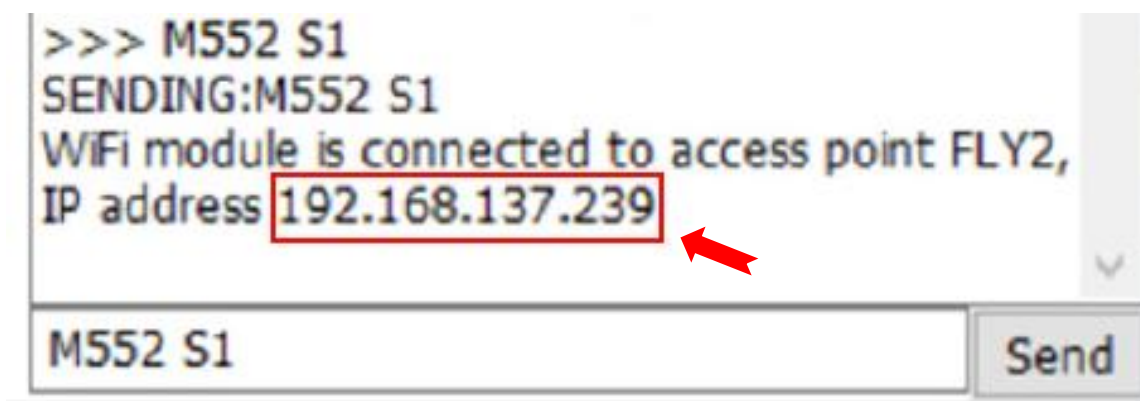 >>> M552 S1
SENDING:M552 S1
WiFi module is connected to access point FLY2,
IP address 192.168.137.239
M552 S1
Send